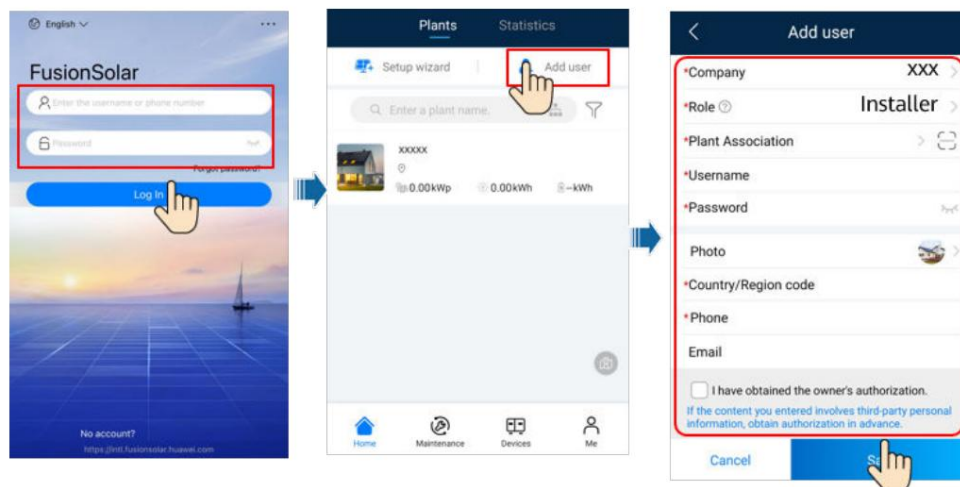 English
FusionSolar
Enter the username or phone number
Password
Forgot password?
Log In
No account?
https://intl.fusionsolar.huawei.com
Plants Statistics
Setup wizard Add user
Enter a plant name.
xxxxx
0.00kWp 0.00kWh --kWh
Home Maintenance Devices Me
Add user
*Company XXX
*Role Installer
*Plant Association
*Username
*Password
Photo
*Country/Region code
*Phone
Email
I have obtained the owner's authorization.
If the content you entered involves third-party personal
information, obtain authorization in advance.
Cancel